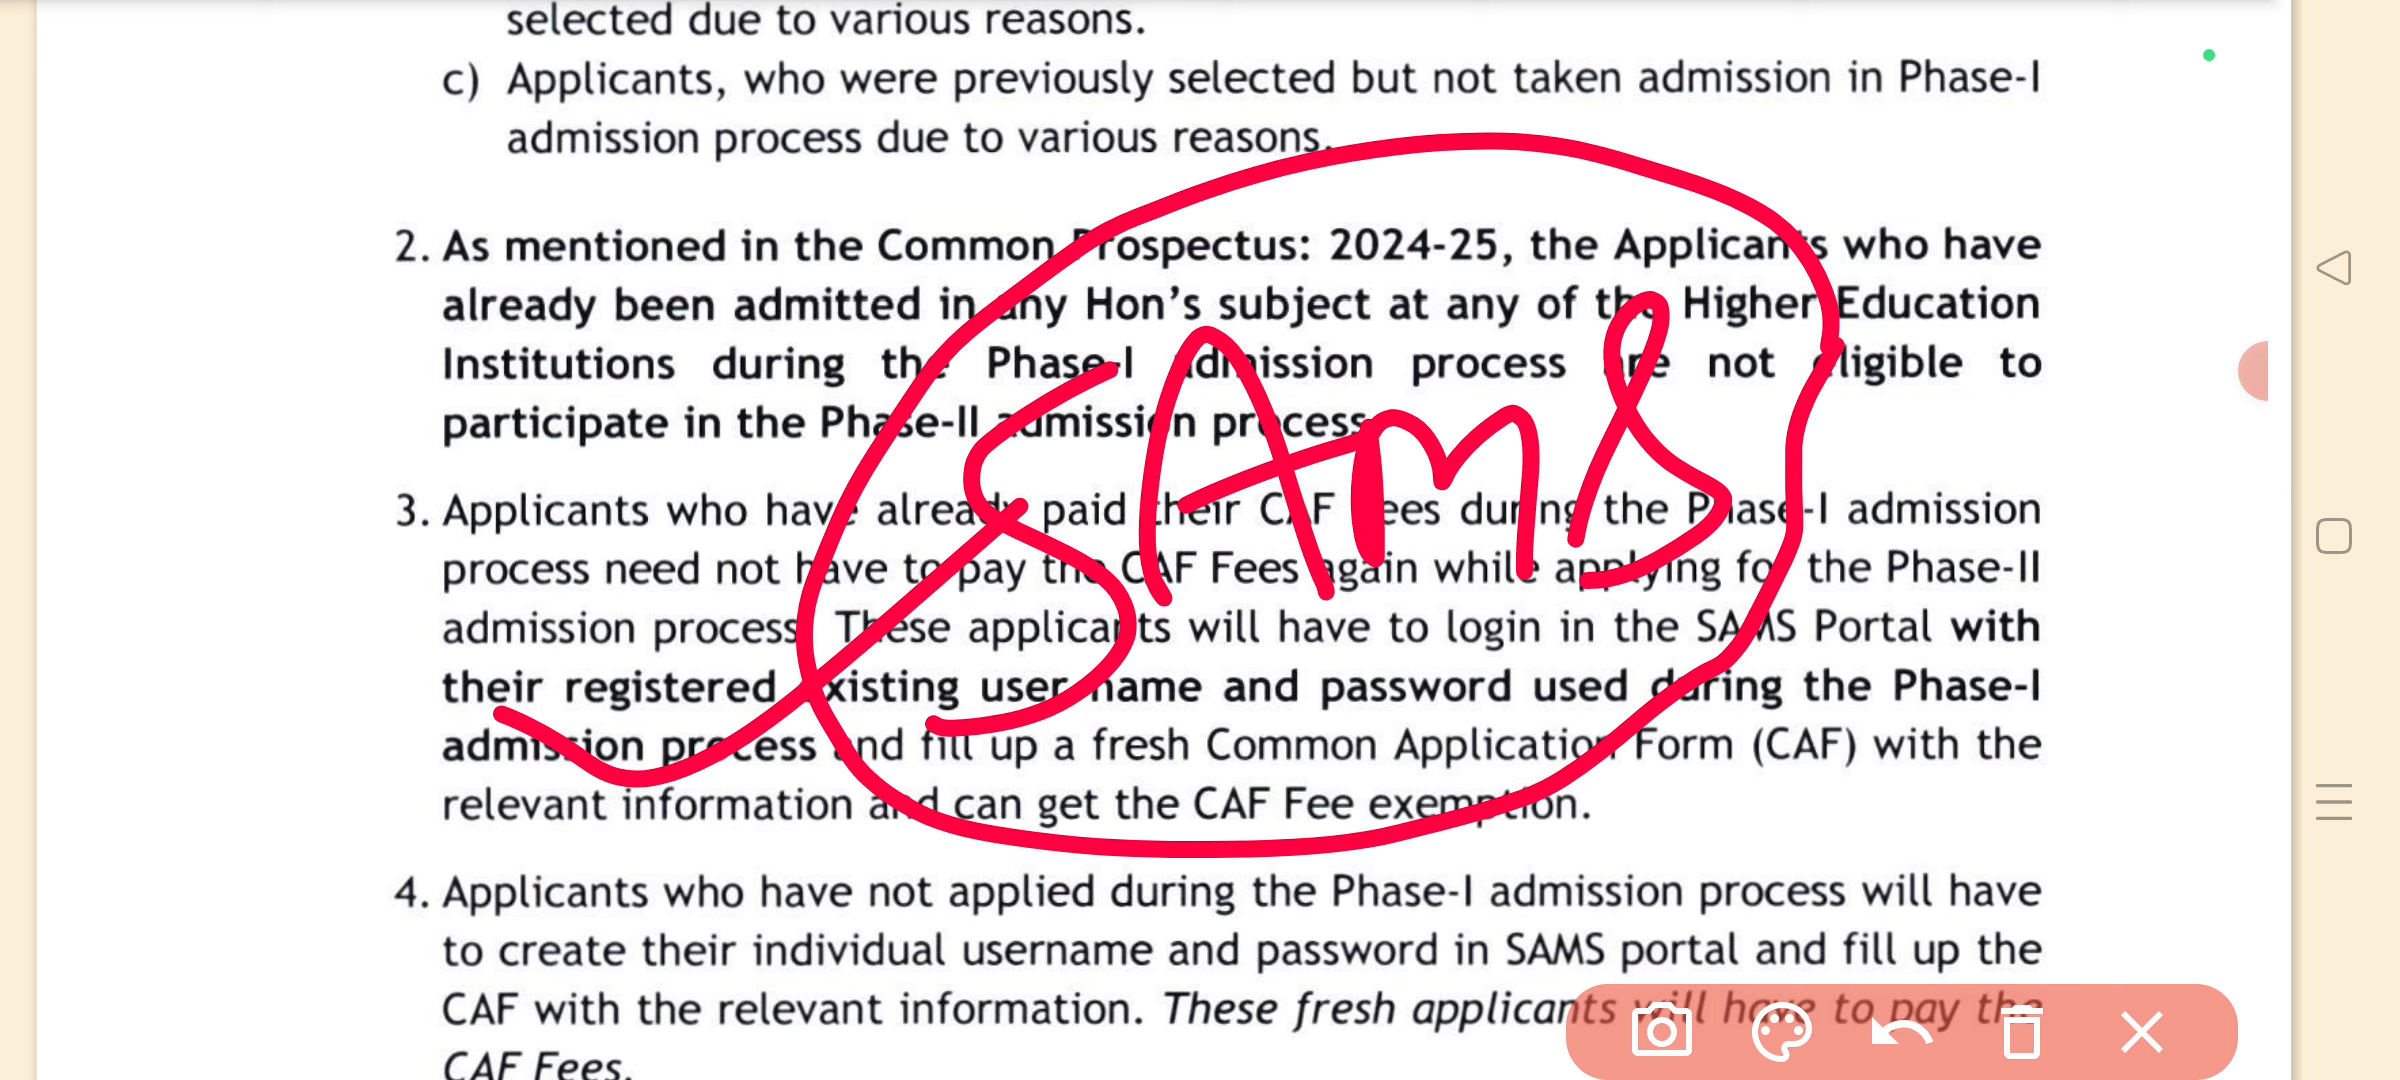 selected due to various reasons.
c) Applicants, who were previously selected but not taken admission in Phase-I
admission process due to various reasons.
2. As mentioned in the Common Prospectus: 2024-25, the Applicants who have
already been admitted in any Hon's subject at any of the Higher Education
Institutions during the Phase-I admission process are not eligible to
participate in the Phase-II admission process
3. Applicants who have already paid their CAF Fees during the Phase-I admission
process need not have to pay the CAF Fees again while applying for the Phase-II
admission process. These applicants will have to login in the SAMS Portal with
their registered existing user name and password used during the Phase-I
admission process and fill up a fresh Common Application Form (CAF) with the
relevant information and can get the CAF Fee exemption.
4. Applicants who have not applied during the Phase-I admission process will have
to create their individual username and password in SAMS portal and fill up the
CAF with the relevant information. These fresh applicants will have to pay the
CAF Fees.
SAMS